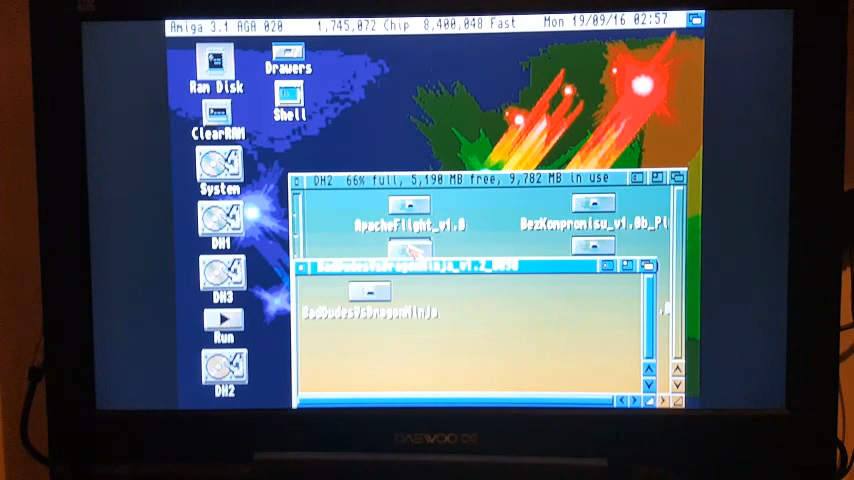 Amiga 3.1 AGA 020 1,745,072 Chip 8,400,048 Fast Mon 19/09/16 02:57
Ram Disk
Drawers
ClearRAM
Shell
System
DH1
DH3
Run
DH2
DH2 66% full, 5,190 MB free, 9,782 MB in use
ApacheFlight_v1.0
BezKompromisu_v1.0b_Pl
BadDudesVsDragonNinja_v1.2_0098
BadDudesVsDragonNinja
DAEWOO